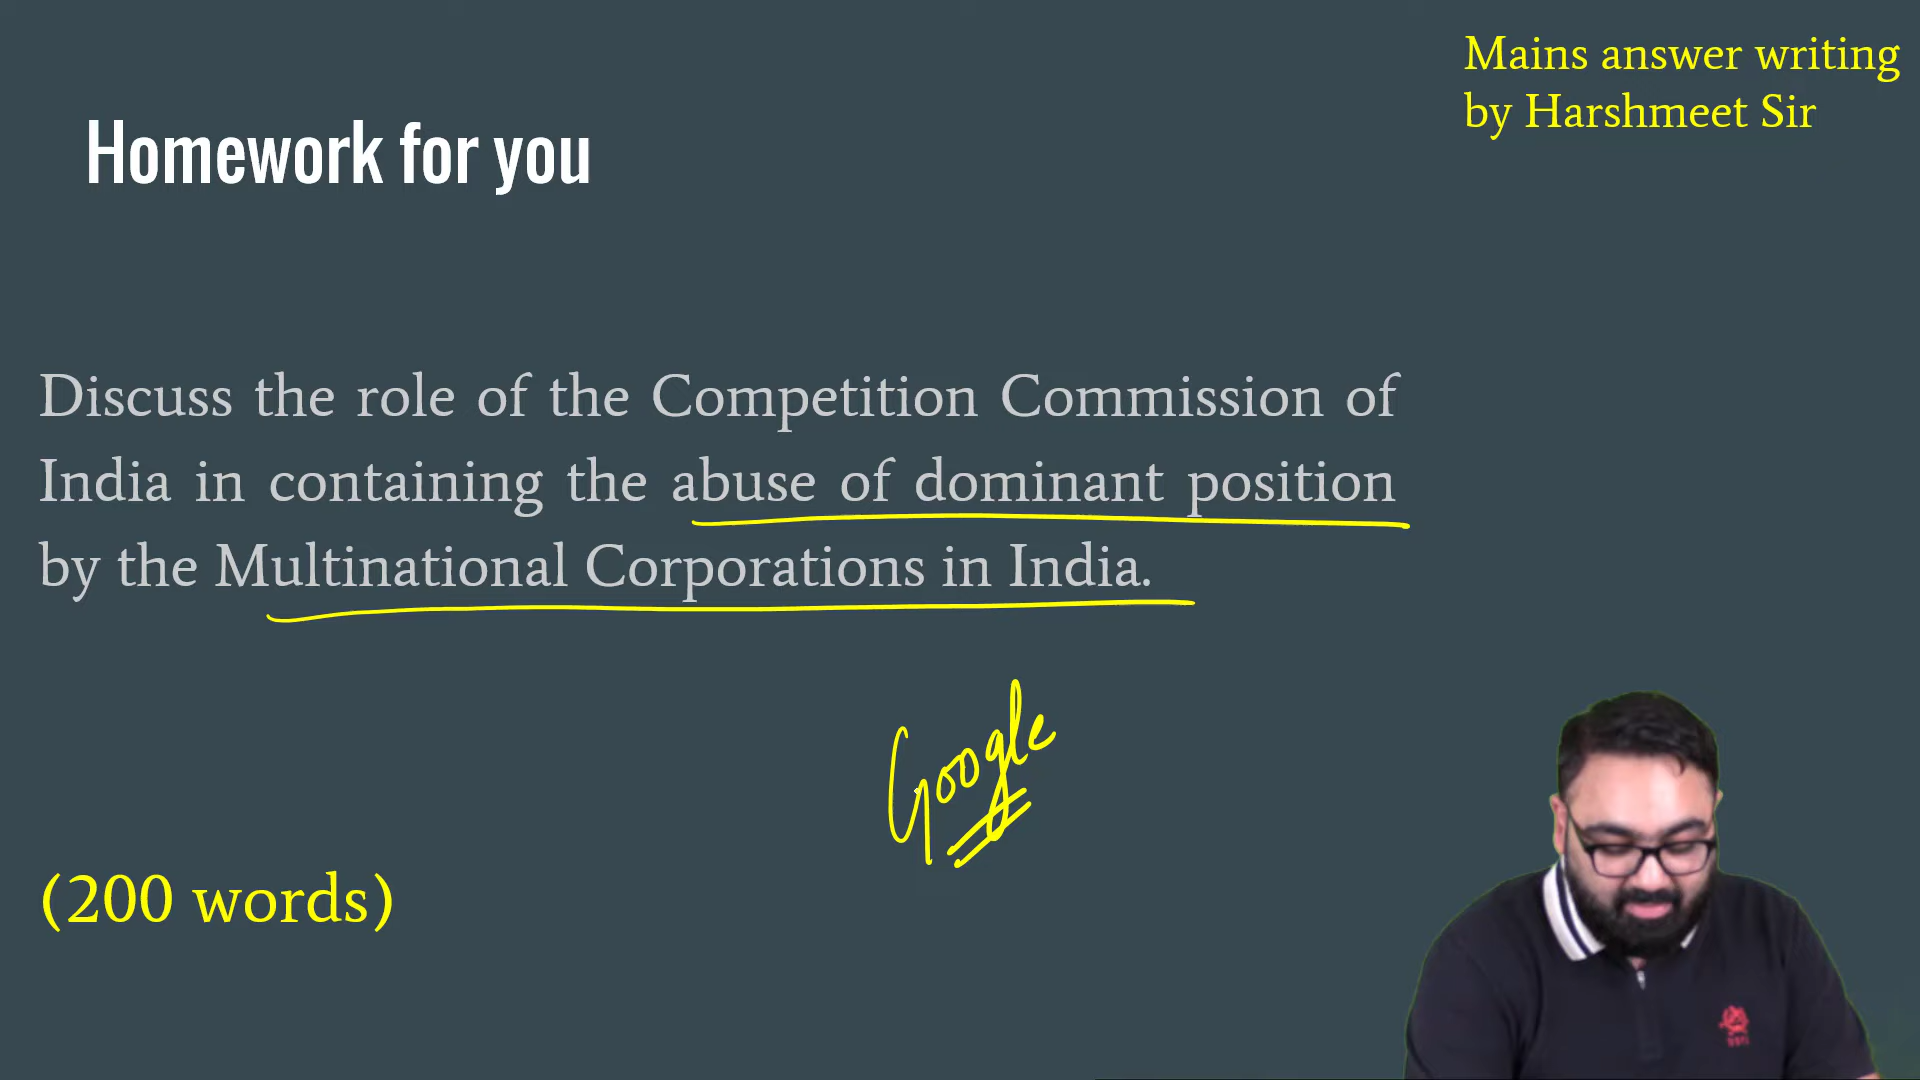 Mains answer writing
by Harshmeet Sir
Homework for you
Discuss the role of the Competition Commission of
India in containing the abuse of dominant position
by the Multinational Corporations in India.
Google
(200 words)